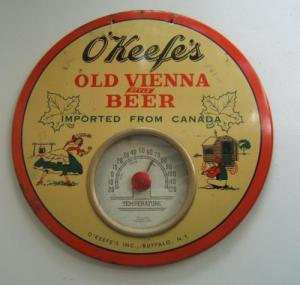 O'Keefe's
OLD VIENNA
STYLE
BEER
IMPORTED FROM CANADA
TEMPERATURE
O'KEEFE'S INC., BUFFALO, N.Y.